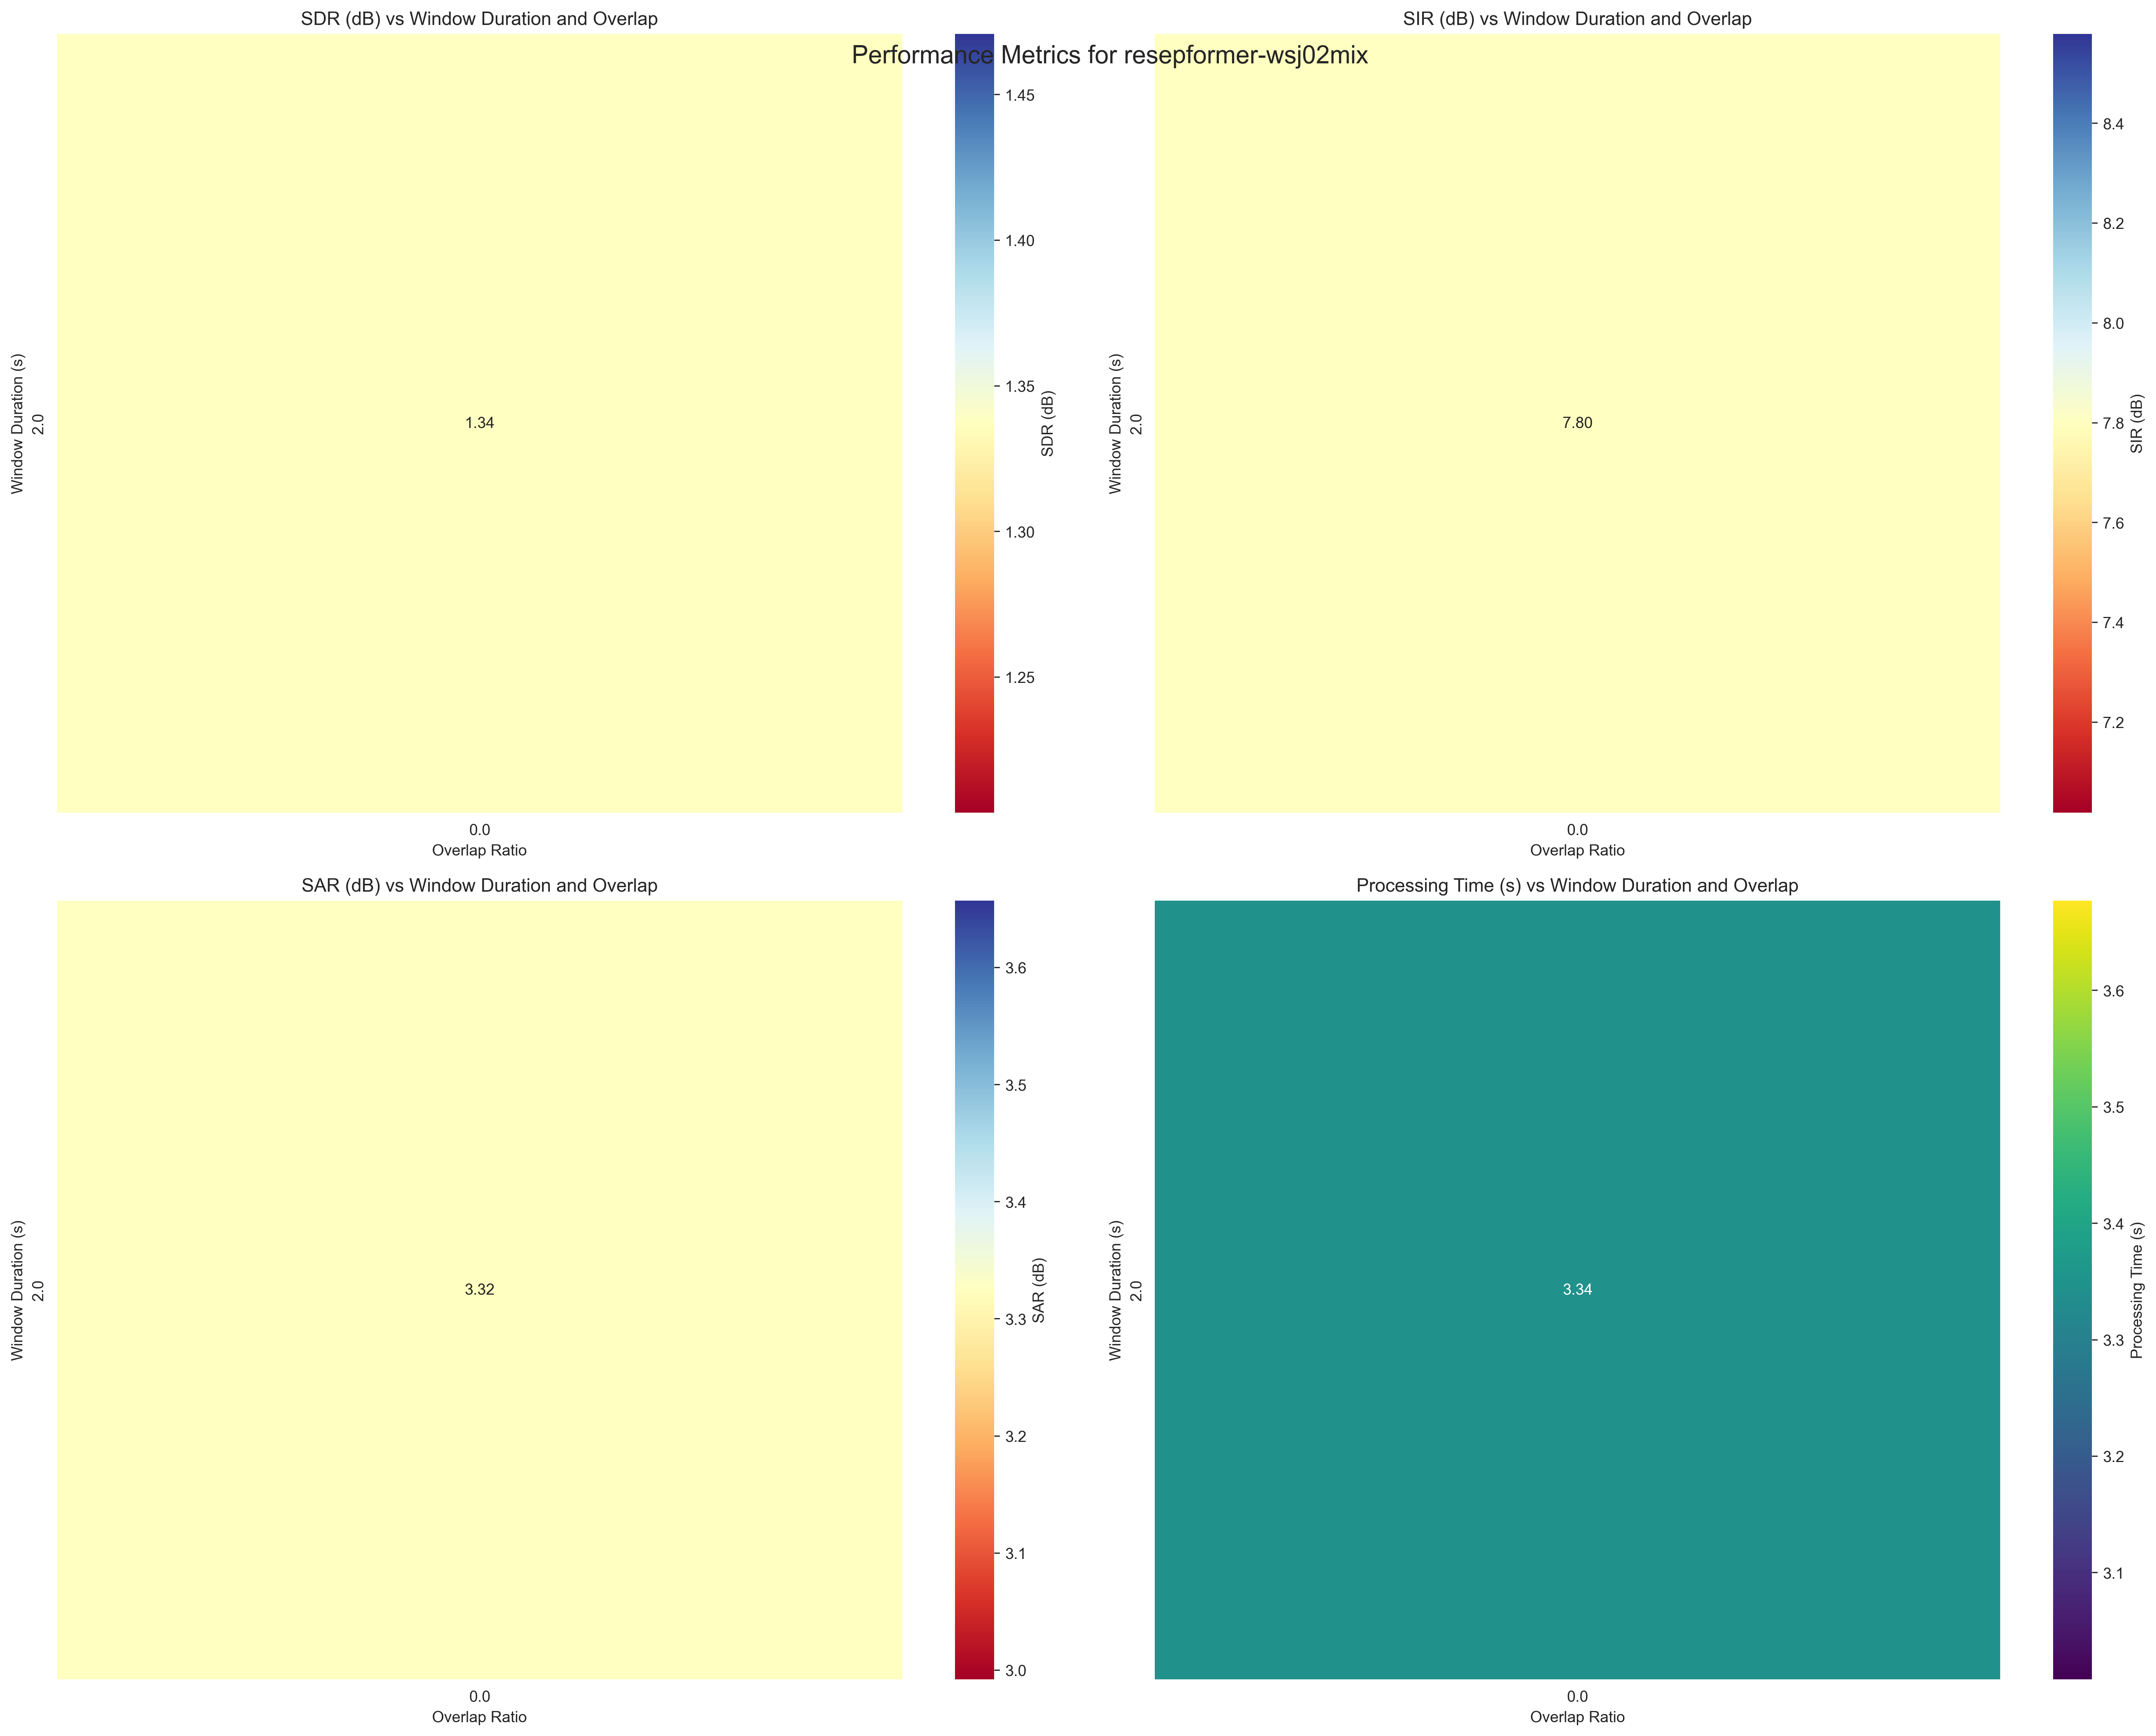 SDR (dB) vs Window Duration and Overlap
SIR (dB) vs Window Duration and Overlap
Performance Metrics for resepformer-wsj02mix
Window Duration (s)
2.0
1.34
0.0
Overlap Ratio
1.45
1.40
1.35
1.30
1.25
SDR (dB)
Window Duration (s)
2.0
7.80
0.0
Overlap Ratio
8.4
8.2
8.0
7.8
7.6
7.4
7.2
SIR (dB)
SAR (dB) vs Window Duration and Overlap
Window Duration (s)
2.0
3.32
0.0
Overlap Ratio
3.6
3.5
3.4
3.3
3.2
3.1
3.0
SAR (dB)
Processing Time (s) vs Window Duration and Overlap
Window Duration (s)
2.0
3.34
0.0
Overlap Ratio
3.6
3.5
3.4
3.3
3.2
3.1
Processing Time (s)